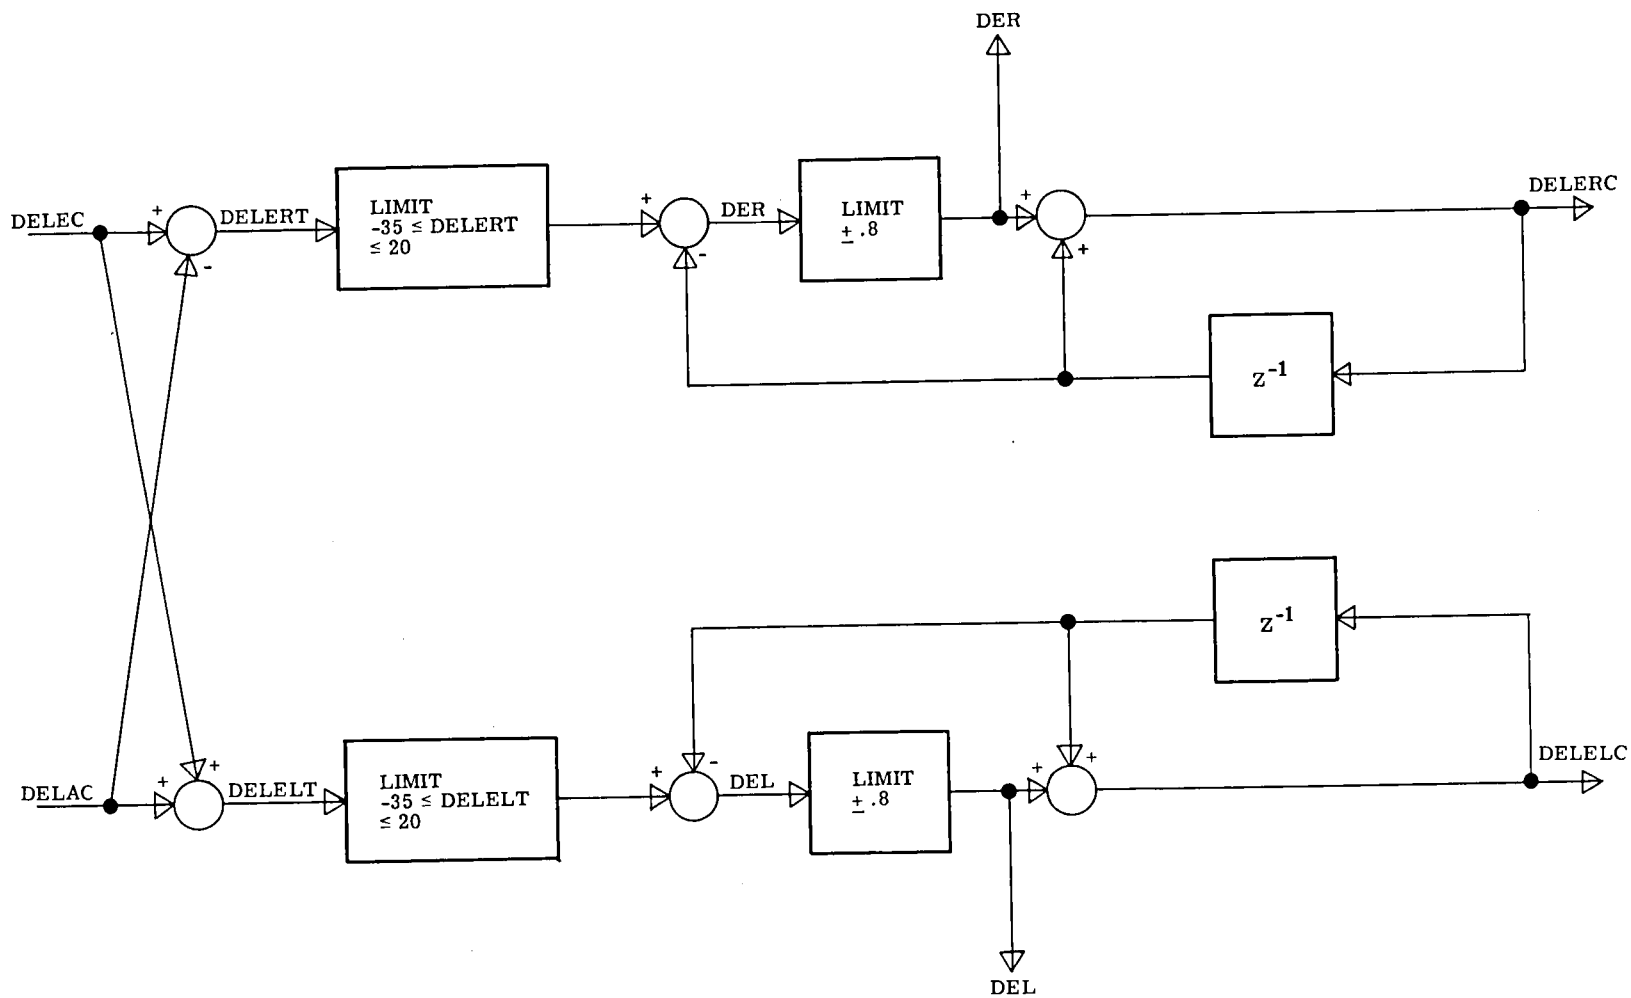 DER
DELEC
+
-
DELERT
LIMIT
-35 ≤ DELERT
≤ 20
+
-
DER
LIMIT
± .8
+
+
DELERC
Z⁻¹
Z⁻¹
DELAC
+
+
DELELT
LIMIT
-35 ≤ DELELT
≤ 20
+
-
DEL
LIMIT
± .8
+
+
DELELC
DEL